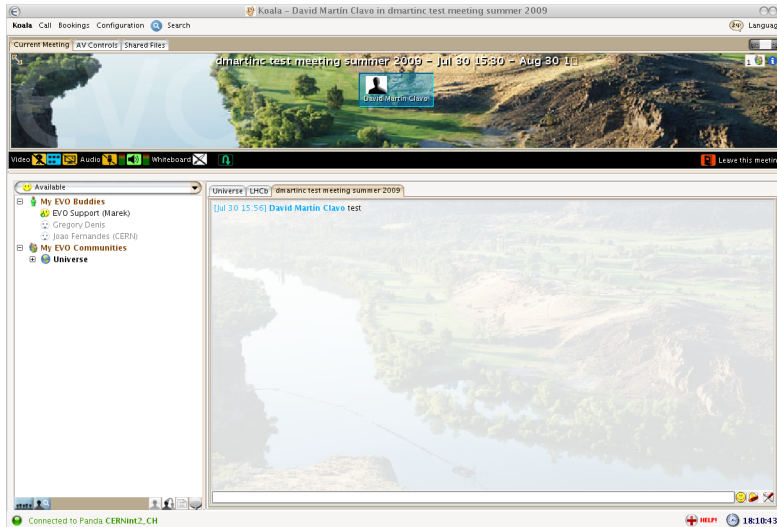 Koala – David Martín Clavo in dmartinc test meeting summer 2009
Koala Call Bookings Configuration Search Languag
Current Meeting AV Controls Shared Files
dmartinc test meeting summer 2009 – Jul 30 15:30 – Aug 30 1
1
David Martín Clavo
Video Audio Whiteboard Leave this meetin
Available
Universe LHCb dmartinc test meeting summer 2009
My EVO Buddies
[Jul 30 15:56] David Martín Clavo test
EVO Support (Marek)
Gregory Denis
Joao Fernandes (CERN)
My EVO Communities
Universe
Connected to Panda CERNint2_CH
HELP!
18:10:43